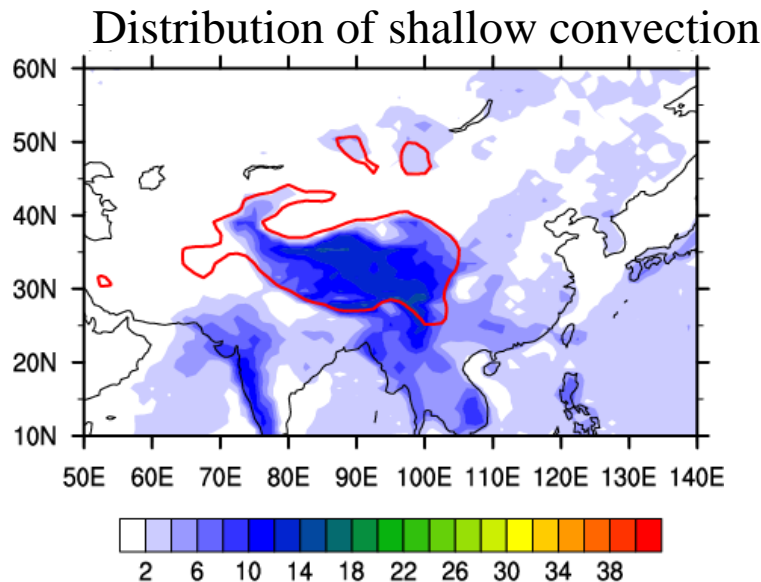 Distribution of shallow convection
60N
50N
40N
30N
20N
10N
50E 60E 70E 80E 90E 100E 110E 120E 130E 140E
2 6 10 14 18 22 26 30 34 38